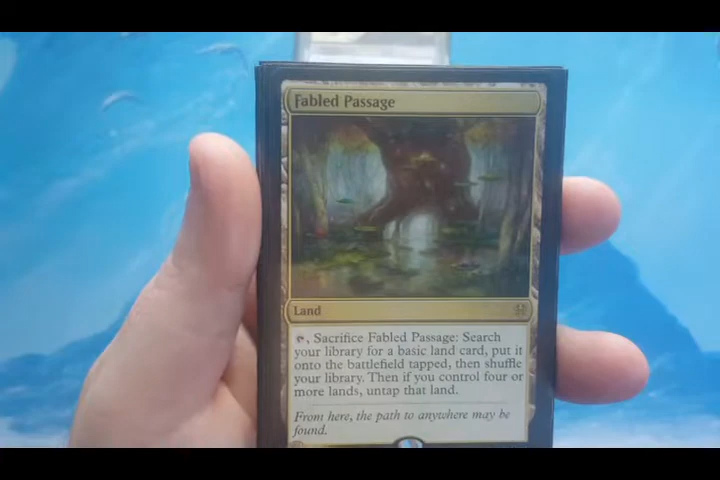 Fabled Passage
Land
, Sacrifice Fabled Passage: Search
your library for a basic land card, put it
onto the battlefield tapped, then shuffle
your library. Then if you control four or
more lands, untap that land.
From here, the path to anywhere may be
found.